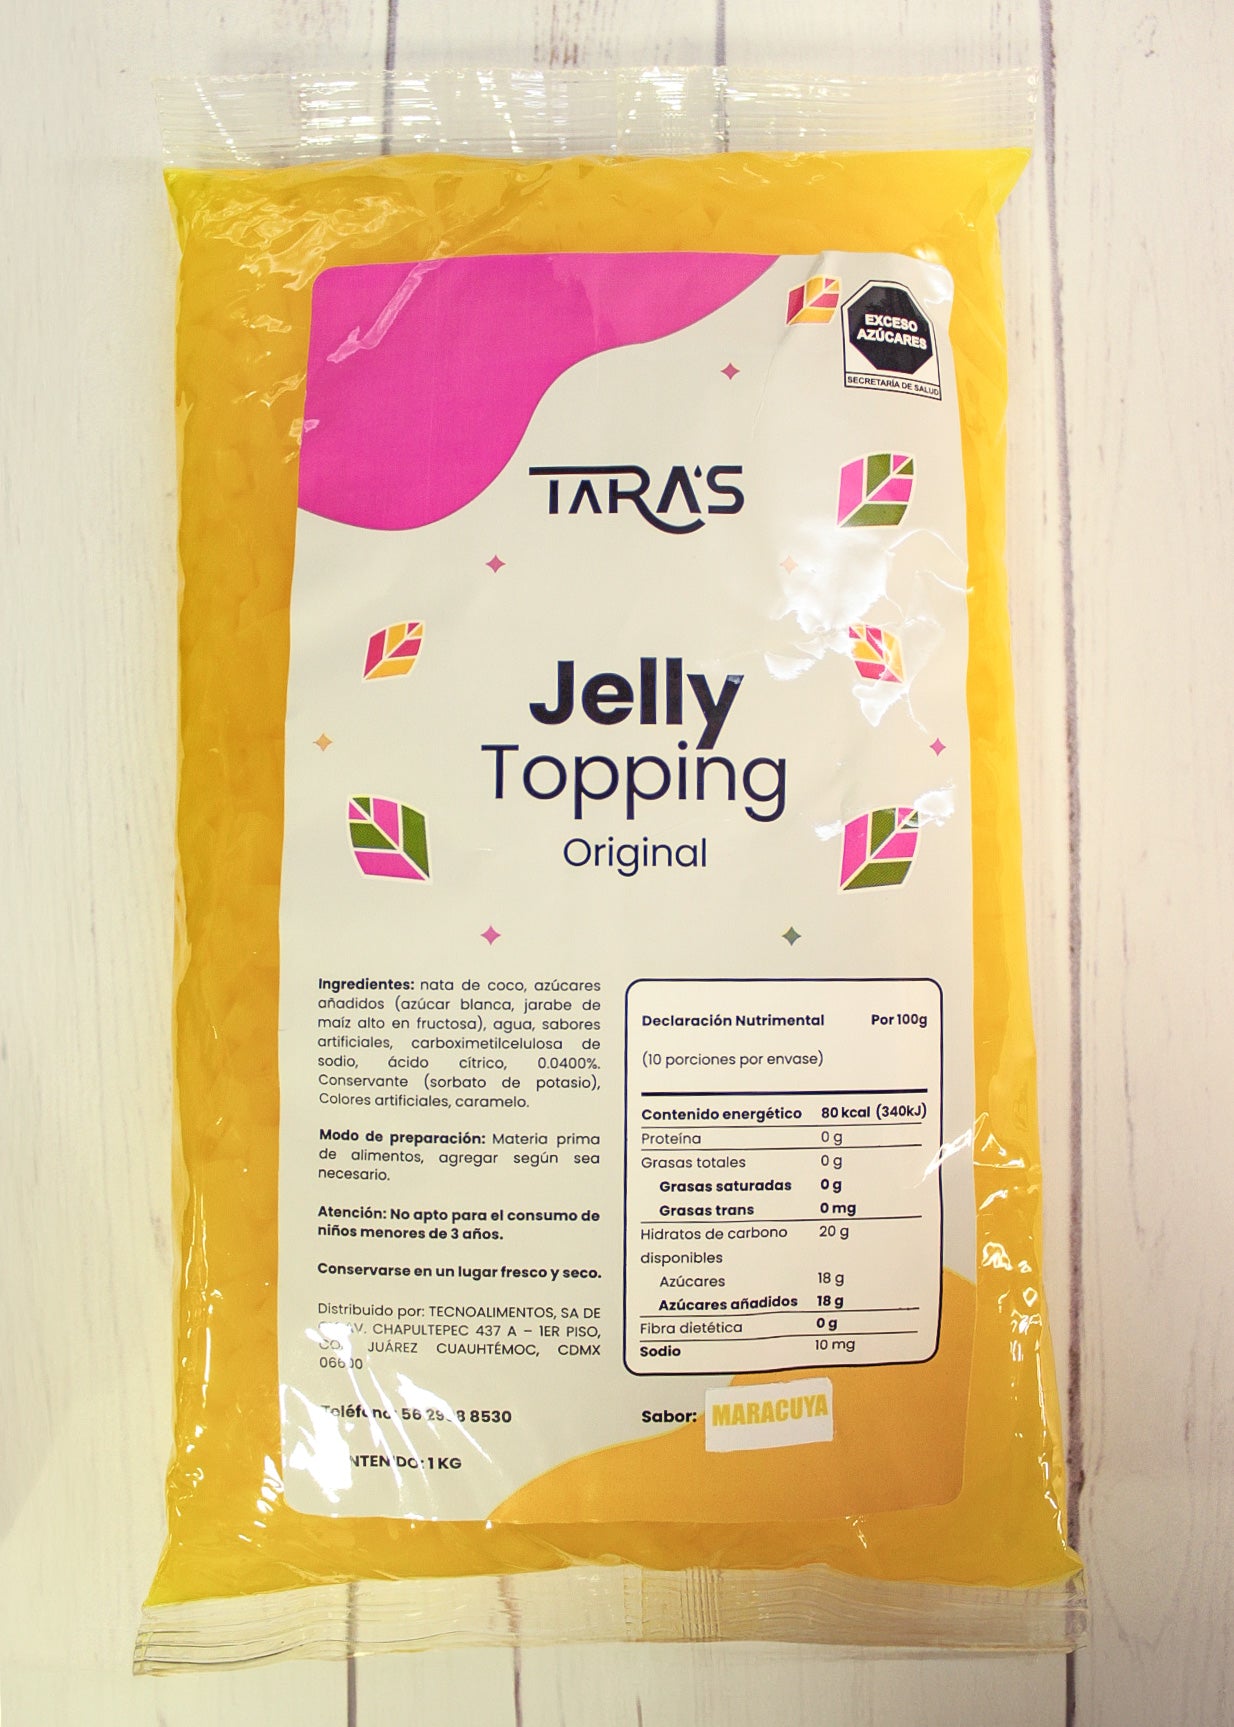 EXCESO
AZÚCARES
SECRETARÍA DE SALUD
TARA'S
Jelly
Topping
Original
Ingredientes: nata de coco, azúcares
añadidos (azúcar blanca, jarabe de
maíz alto en fructosa), agua, sabores
artificiales, carboximetilcelulosa de
sodio, ácido cítrico, 0.0400%.
Conservante (sorbato de potasio),
Colores artificiales, caramelo.
Modo de preparación: Materia prima
de alimentos, agregar según sea
necesario.
Atención: No apto para el consumo de
niños menores de 3 años.
Conservarse en un lugar fresco y seco.
Distribuido por: TECNOALIMENTOS, SA DE
AV. CHAPULTEPEC 437 A – 1ER PISO,
JUÁREZ CUAUHTÉMOC, CDMX
06600
Teléfono: 8530
CONTENIDO: 1 KG
Declaración Nutrimental Por 100g
(10 porciones por envase)
Contenido energético 80 kcal (340kJ)
Proteína 0 g
Grasas totales 0 g
Grasas saturadas 0 g
Grasas trans 0 mg
Hidratos de carbono 20 g
disponibles
Azúcares 18 g
Azúcares añadidos 18 g
Fibra dietética 0 g
Sodio 10 mg
Sabor: MARACUYA